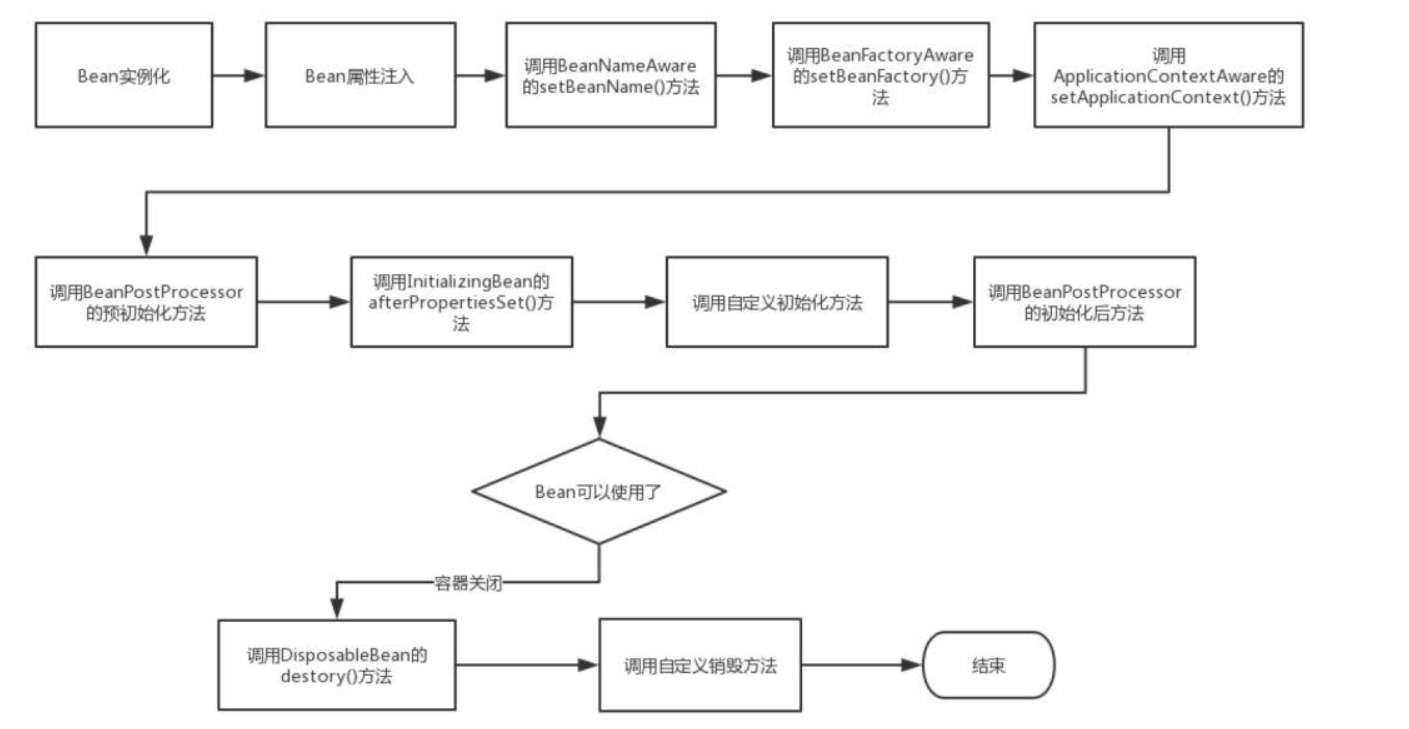 Bean实例化
Bean属性注入
调用BeanNameAware
的setBeanName()方法
调用BeanFactoryAware
的setBeanFactory()方
法
调用
ApplicationContextAware的
setApplicationContext()方法
调用BeanPostProcessor
的预初始化方法
调用InitializingBean的
afterPropertiesSet()方
法
调用自定义初始化方法
调用BeanPostProcessor
的初始化后方法
Bean可以使用了
容器关闭
调用DisposableBean的
destory()方法
调用自定义销毁方法
结束